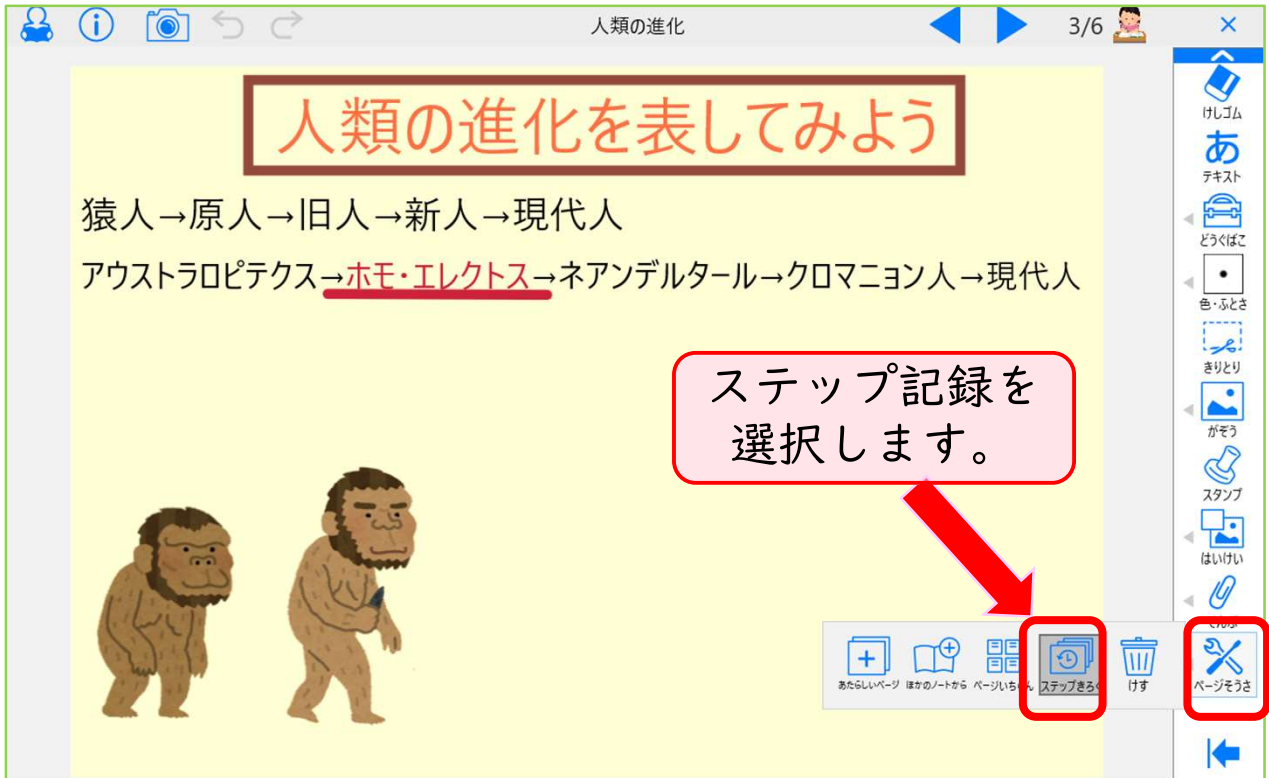 人類の進化
3/6
人類の進化を表してみよう
猿人→原人→旧人→新人→現代人
アウストラロピテクス→ホモ・エレクトス→ネアンデルタール→クロマニョン人→現代人
ステップ記録を
選択します。
けしゴム
あ
テキスト
どうぐばこ
色・ふとさ
きりとり
がぞう
スタンプ
はいけい
あたらしいページ
ほかのノートから
ステップきろく
けす
ページそうさ